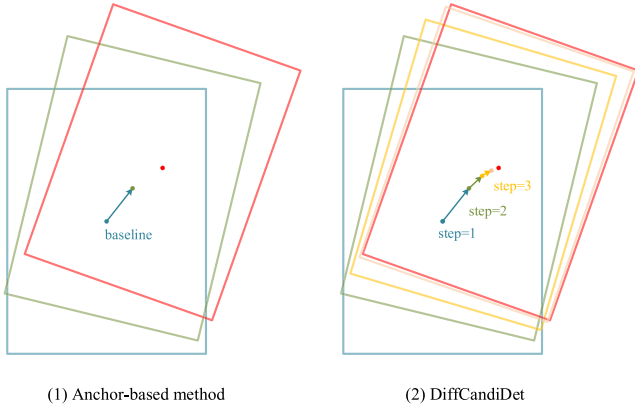 baseline
step=3
step=2
step=1
(1) Anchor-based method
(2) DiffCandiDet